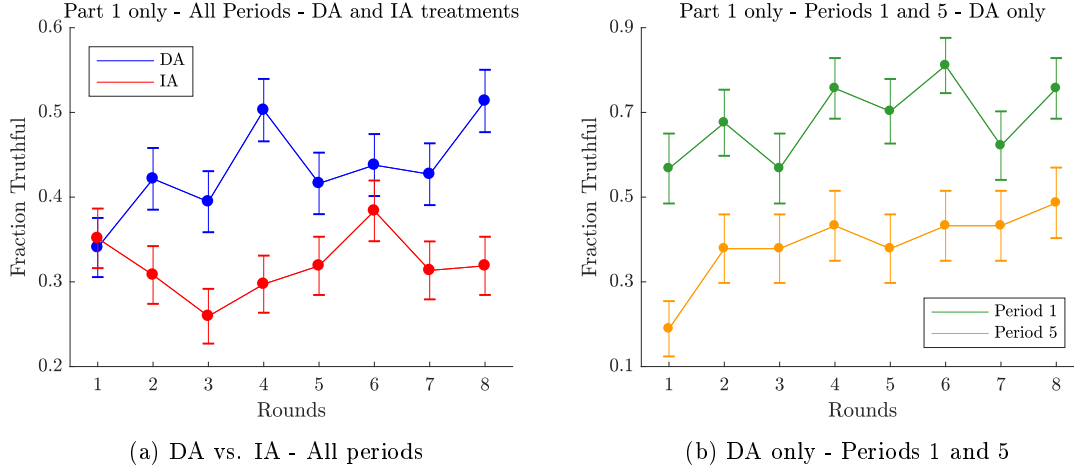 Part 1 only - All Periods - DA and IA treatments
0.6
0.5
0.4
0.3
0.2
Fraction Truthful
DA
IA
1 2 3 4 5 6 7 8
Rounds
(a) DA vs. IA - All periods
Part 1 only - Periods 1 and 5 - DA only
0.9
0.7
0.5
0.3
0.1
Fraction Truthful
Period 1
Period 5
1 2 3 4 5 6 7 8
Rounds
(b) DA only - Periods 1 and 5